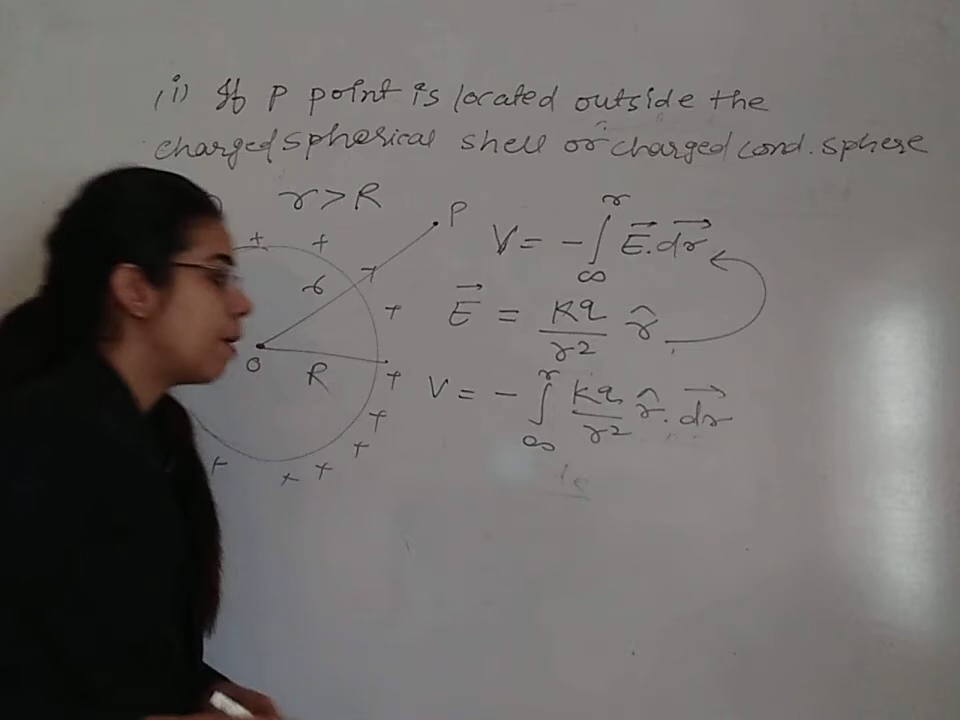 (i) If P point is located outside the
charged spherical shell or charged cond. sphere
r > R
P
V = - ∫_∞^r E⃗.dr⃗
r
E⃗ = Kq/r² r̂
O
R
V = - ∫_∞^r Kq/r² r̂.dr⃗